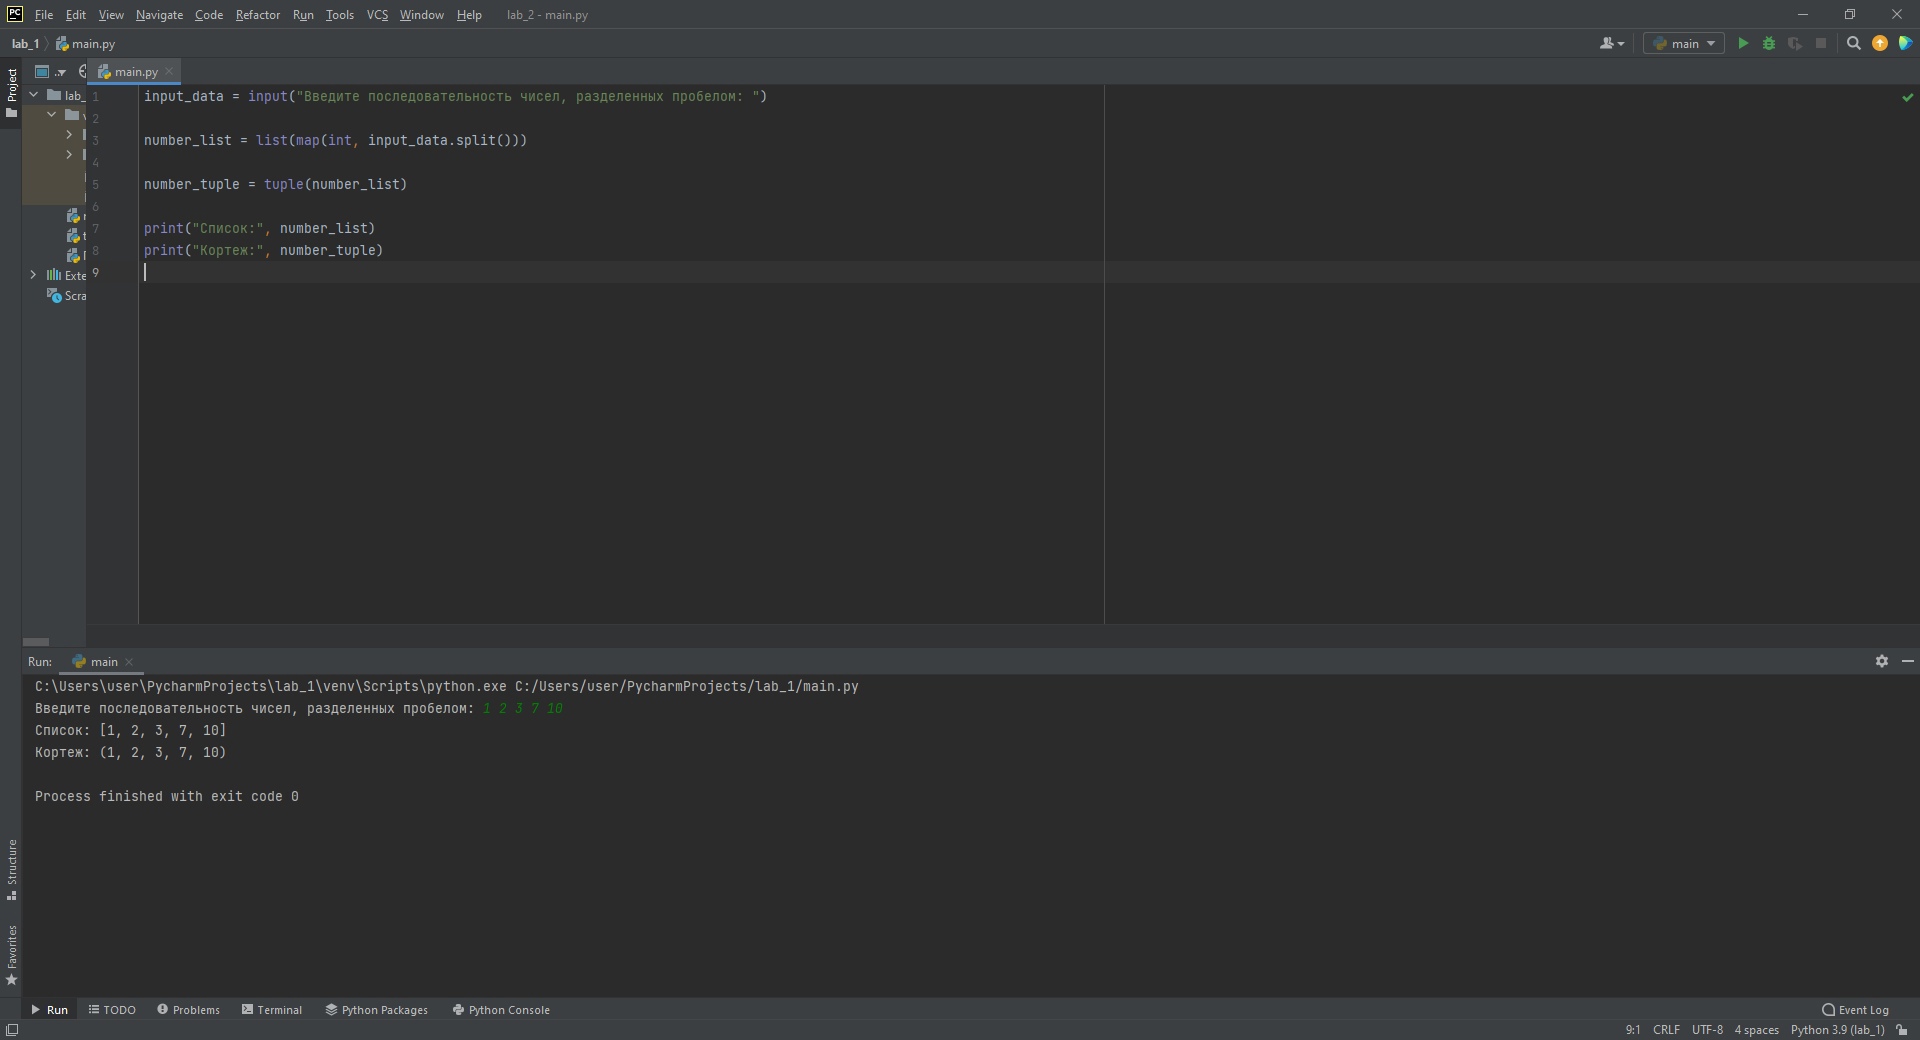 PC File Edit View Navigate Code Refactor Run Tools VCS Window Help lab_2 - main.py
lab_1 main.py main
Project .. main.py
lab_
1 input_data = input("Введите последовательность чисел, разделенных пробелом: ")
2
3 number_list = list(map(int, input_data.split()))
4
5 number_tuple = tuple(number_list)
6
7 print("Список:", number_list)
8 print("Кортеж:", number_tuple)
9
Exte
Scra
Run: main
C:\Users\user\PycharmProjects\lab_1\venv\Scripts\python.exe C:/Users/user/PycharmProjects/lab_1/main.py
Введите последовательность чисел, разделенных пробелом: 1 2 3 7 10
Список: [1, 2, 3, 7, 10]
Кортеж: (1, 2, 3, 7, 10)
Process finished with exit code 0
Structure
Favorites
Run TODO Problems Terminal Python Packages Python Console Event Log
9:1 CRLF UTF-8 4 spaces Python 3.9 (lab_1)